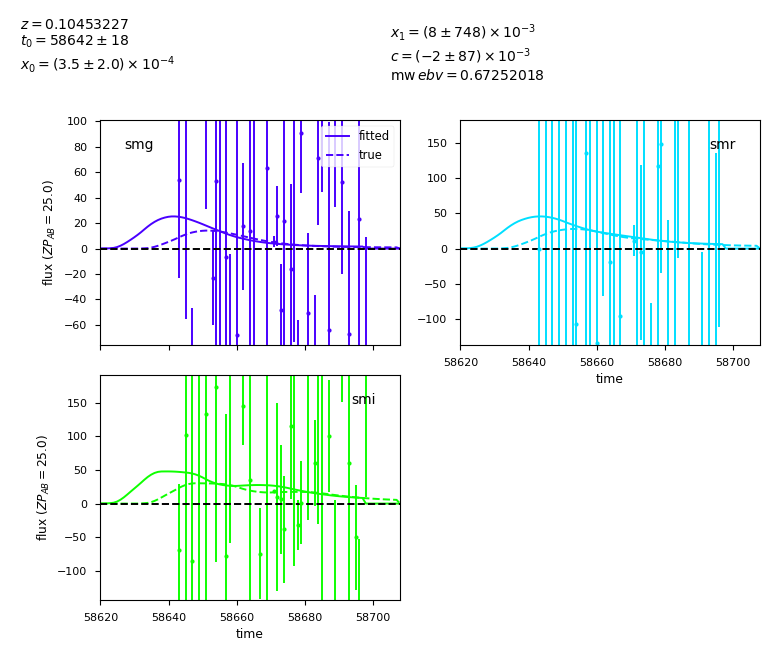 z = 0.10453227
t₀ = 58642 ± 18
x₀ = (3.5 ± 2.0) × 10⁻⁴
x₁ = (8 ± 748) × 10⁻³
c = (−2 ± 87) × 10⁻³
mw ebv = 0.67252018
smg
fitted
true
100
80
60
40
20
0
−20
−40
−60
flux (ZP_AB = 25.0)
smr
150
100
50
0
−50
−100
58620
58640
58660
58680
58700
time
smi
150
100
50
0
−50
−100
flux (ZP_AB = 25.0)
58620
58640
58660
58680
58700
time